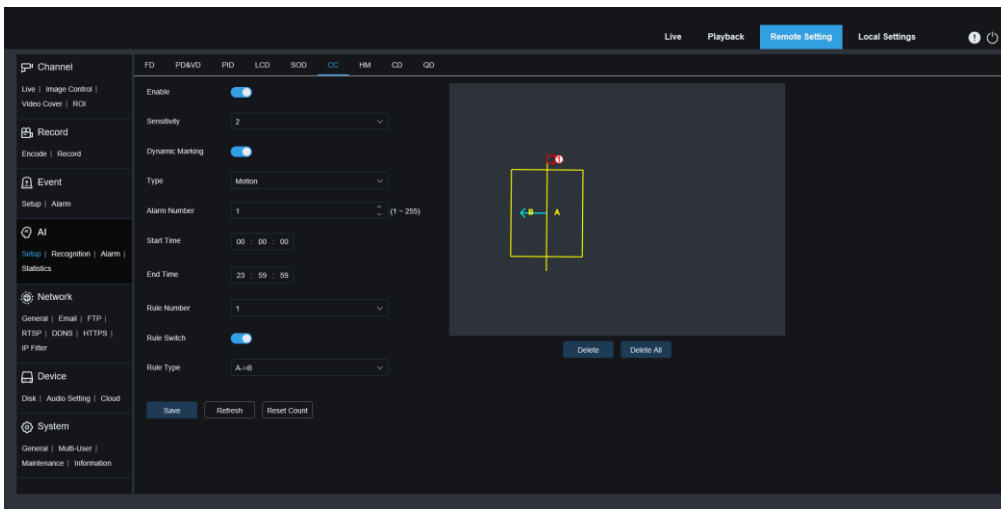 Live Playback Remote Setting Local Settings
Channel
Live | Image Control |
Video Cover | ROI
Record
Encode | Record
Event
Setup | Alarm
AI
Setup | Recognition | Alarm |
Statistics
Network
General | Email | FTP |
RTSP | DDNS | HTTPS |
IP Filter
Device
Disk | Audio Setting | Cloud
System
General | Multi-User |
Maintenance | Information
FD PD&VD PID LCD SOD CC HM CD QD
Enable
Sensitivity 2
Dynamic Marking
Type Motion
Alarm Number 1 (1 ~ 255)
Start Time 00 : 00 : 00
End Time 23 : 59 : 59
Rule Number 1
Rule Switch
Rule Type A->B
Save Refresh Reset Count
1
B A
Delete Delete All